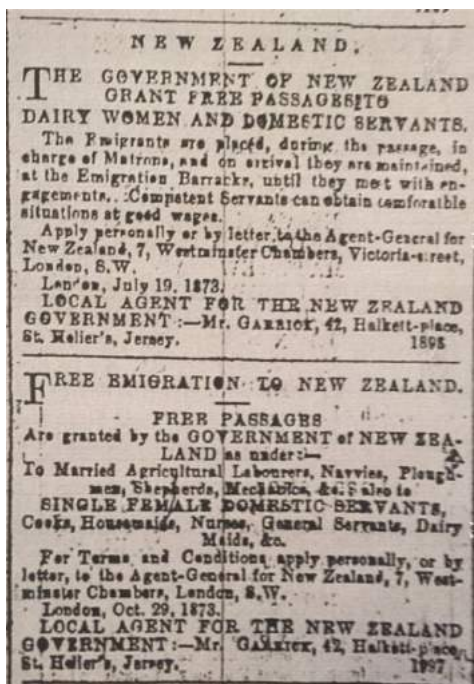 NEW ZEALAND.
THE GOVERNMENT OF NEW ZEALAND
GRANT FREE PASSAGES TO
DAIRY WOMEN AND DOMESTIC SERVANTS.
The Emigrants are placed, during the passage, in
charge of Matrons, and on arrival they are maintained,
at the Emigration Barracks, until they meet with en-
gagements. Competent Servants can obtain comfortable
situations at good wages.
Apply personally or by letter to the Agent-General for
New Zealand, 7, Westminster Chambers, Victoria-street,
London, S.W.
London, July 19, 1873.
LOCAL AGENT FOR THE NEW ZEALAND
GOVERNMENT :—Mr. GARRICK, 42, Halkett-place,
St. Helier's, Jersey. 1898
FREE EMIGRATION TO NEW ZEALAND.
FREE PASSAGES
Are granted by the GOVERNMENT of NEW ZEA-
LAND as under:—
To Married Agricultural Labourers, Navvies, Plough-
men, Shepherds, Mechanics, &c. also to
SINGLE FEMALE DOMESTIC SERVANTS,
Cooks, Housemaids, Nurses, General Servants, Dairy
Maids, &c.
For Terms and Conditions apply personally, or by
letter, to the Agent-General for New Zealand, 7, West-
minster Chambers, London, S.W.
London, Oct. 29, 1873.
LOCAL AGENT FOR THE NEW ZEALAND
GOVERNMENT :—Mr. GARRICK, 42, Halkett-place,
St. Helier's, Jersey. 1997